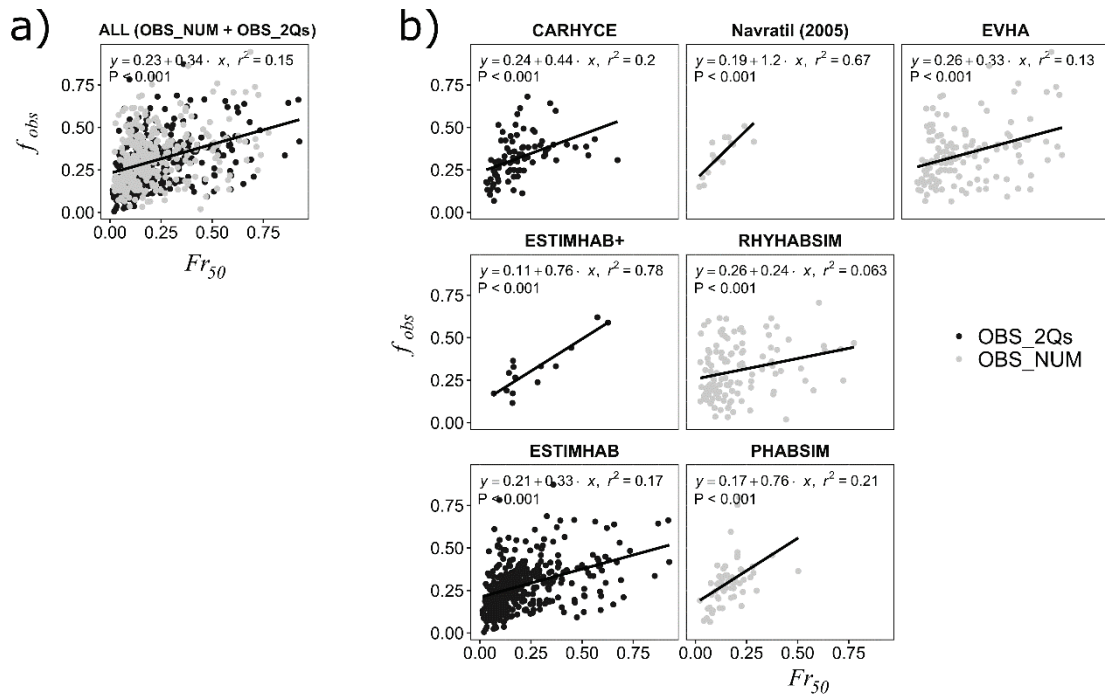 a)
ALL (OBS_NUM + OBS_2Qs)
y = 0.23 + 0.34 · x, r² = 0.15
P < 0.001
0.75
0.50
0.25
0.00
f obs
0.00 0.25 0.50 0.75
Fr50
b)
CARHYCE
y = 0.24 + 0.44 · x, r² = 0.2
P < 0.001
0.75
0.50
0.25
0.00
Navratil (2005)
y = 0.19 + 1.2 · x, r² = 0.67
P < 0.001
EVHA
y = 0.26 + 0.33 · x, r² = 0.13
P < 0.001
ESTIMHAB+
y = 0.11 + 0.76 · x, r² = 0.78
P < 0.001
0.75
0.50
0.25
0.00
f obs
RHYHABSIM
y = 0.26 + 0.24 · x, r² = 0.063
P < 0.001
OBS_2Qs
OBS_NUM
ESTIMHAB
y = 0.21 + 0.33 · x, r² = 0.17
P < 0.001
0.75
0.50
0.25
0.00
0.00 0.25 0.50 0.75
PHABSIM
y = 0.17 + 0.76 · x, r² = 0.21
P < 0.001
0.00 0.25 0.50 0.75
Fr50